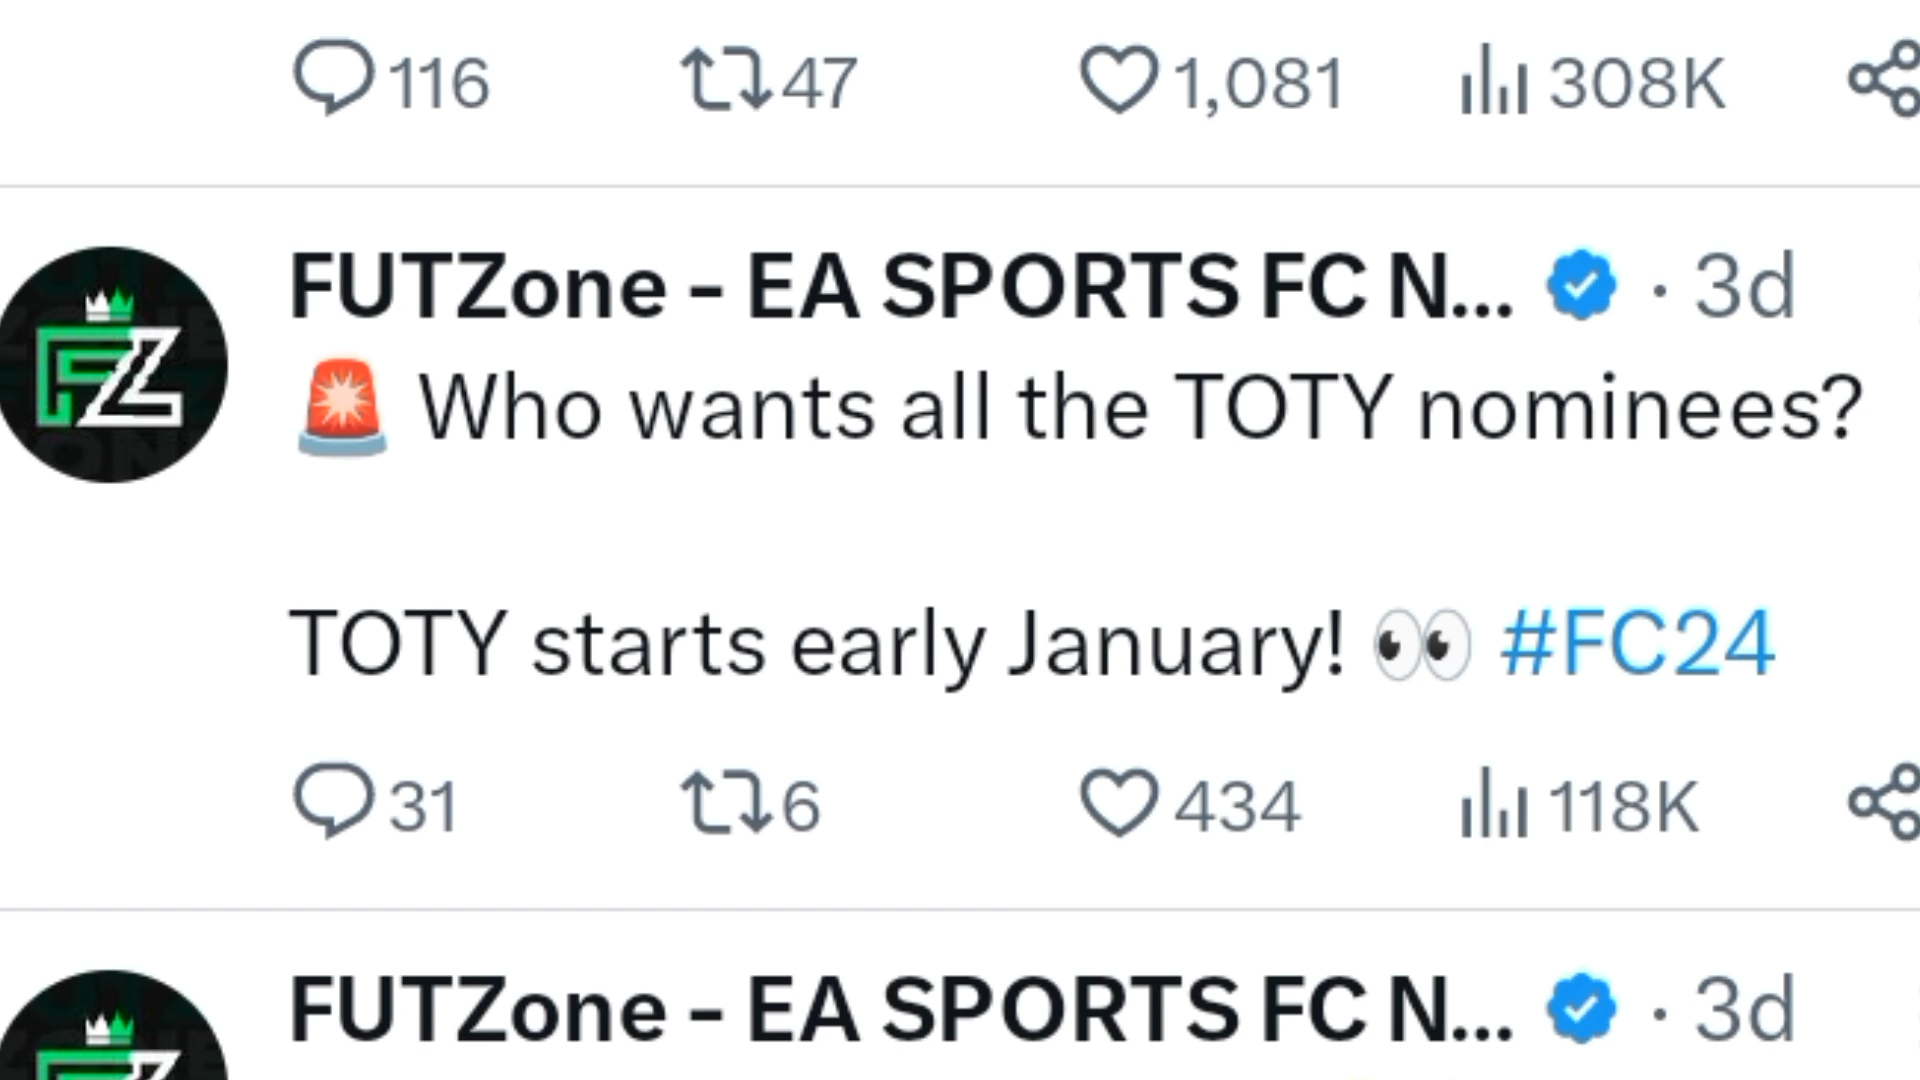 116 47 1,081 308K
FUTZone - EA SPORTS FC N... · 3d
FZ
🚨 Who wants all the TOTY nominees?
TOTY starts early January! 👀 #FC24
31 6 434 118K
FUTZone - EA SPORTS FC N... · 3d